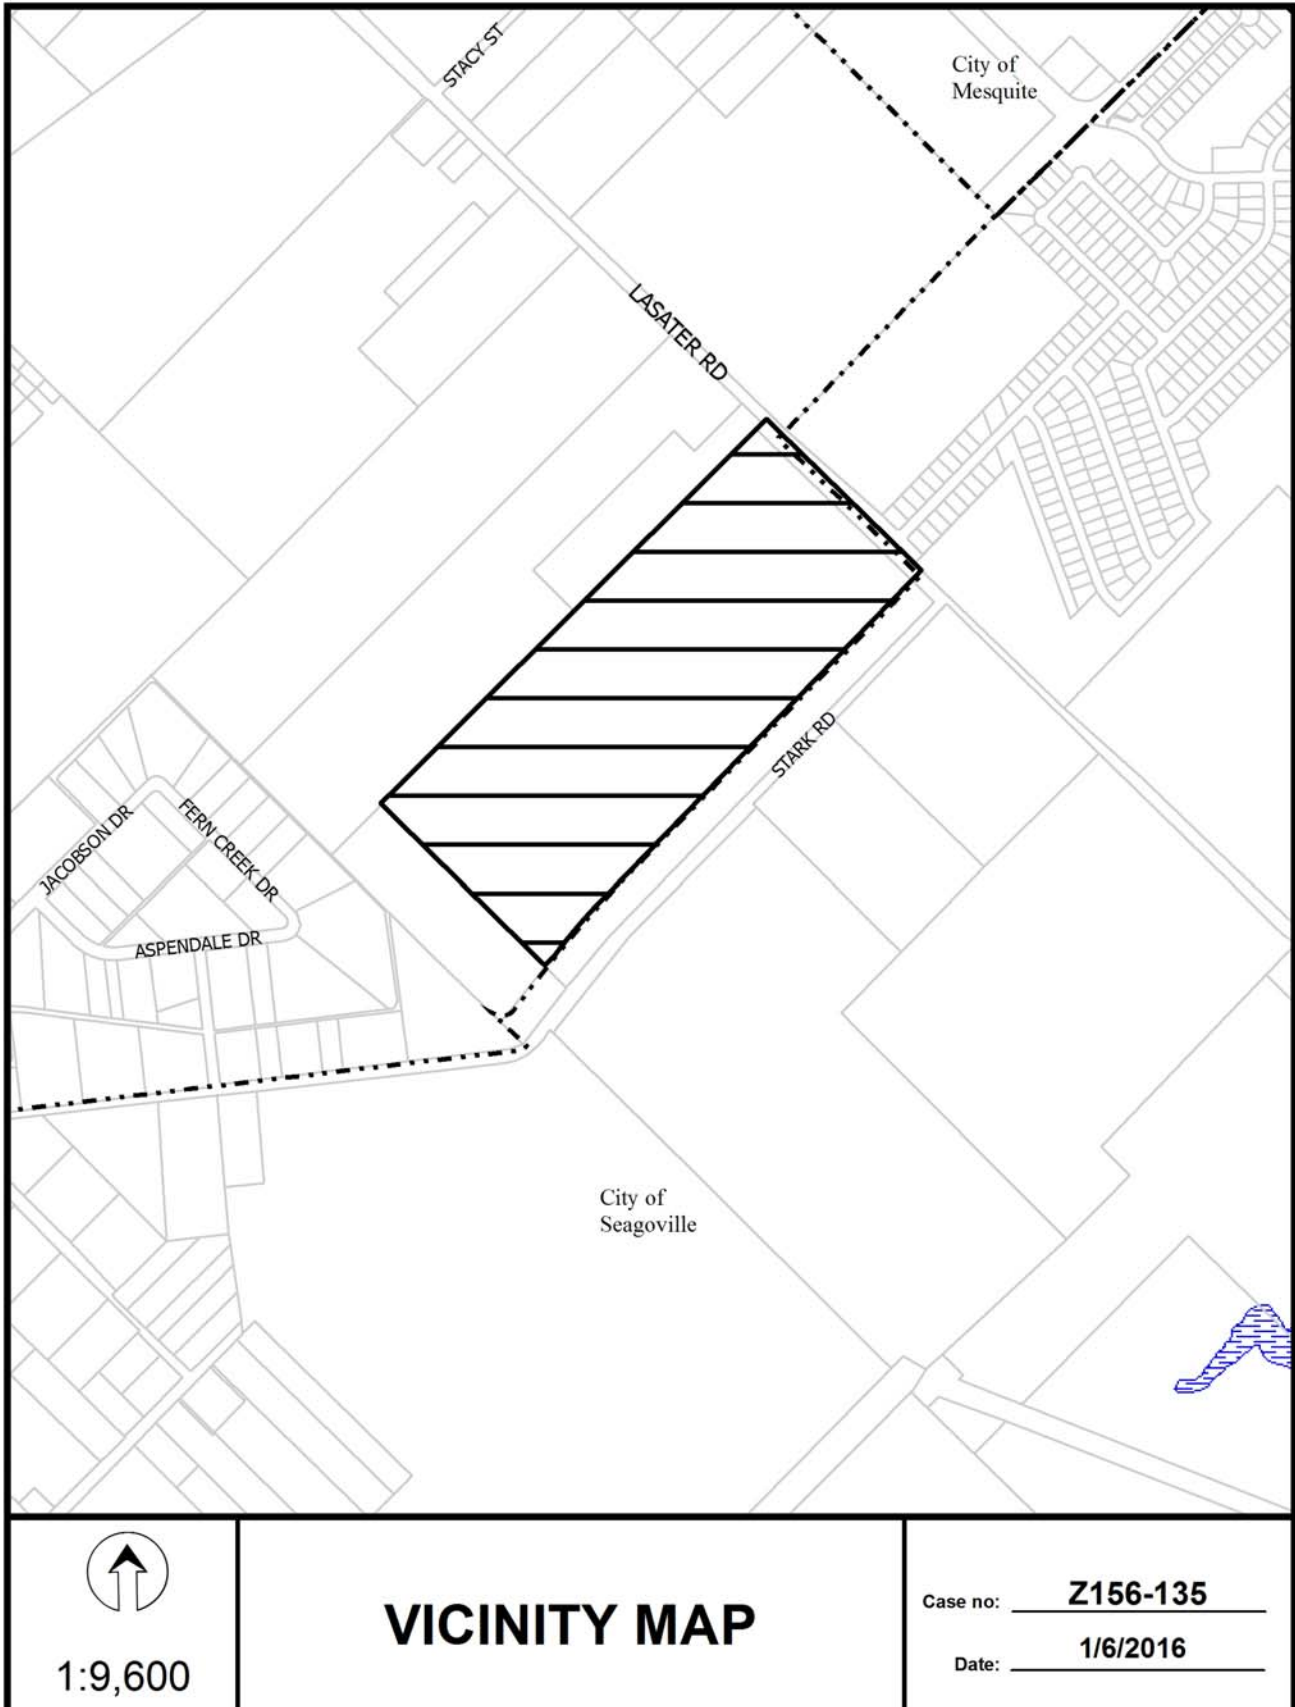 STACY ST
City of
Mesquite
LASATER RD
STARK RD
JACOBSON DR
FERN CREEK DR
ASPENDALE DR
City of
Seagoville
1:9,600
VICINITY MAP
Case no: Z156-135
Date: 1/6/2016